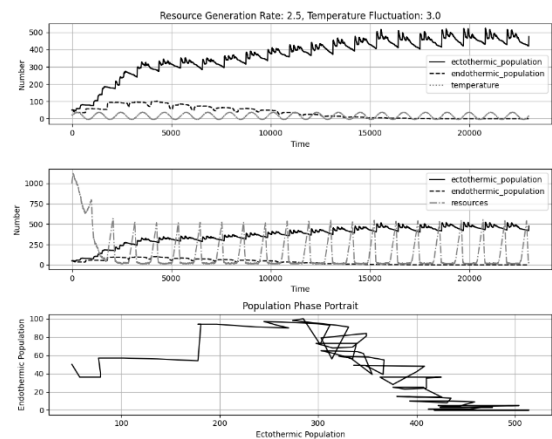 Resource Generation Rate: 2.5, Temperature Fluctuation: 3.0
500
400
300
200
100
0
Number
ectothermic_population
endothermic_population
temperature
0 5000 10000 15000 20000
Time
1000
750
500
250
0
Number
ectothermic_population
endothermic_population
resources
0 5000 10000 15000 20000
Time
Population Phase Portrait
100
80
60
40
20
0
Endothermic Population
100 200 300 400 500
Ectothermic Population